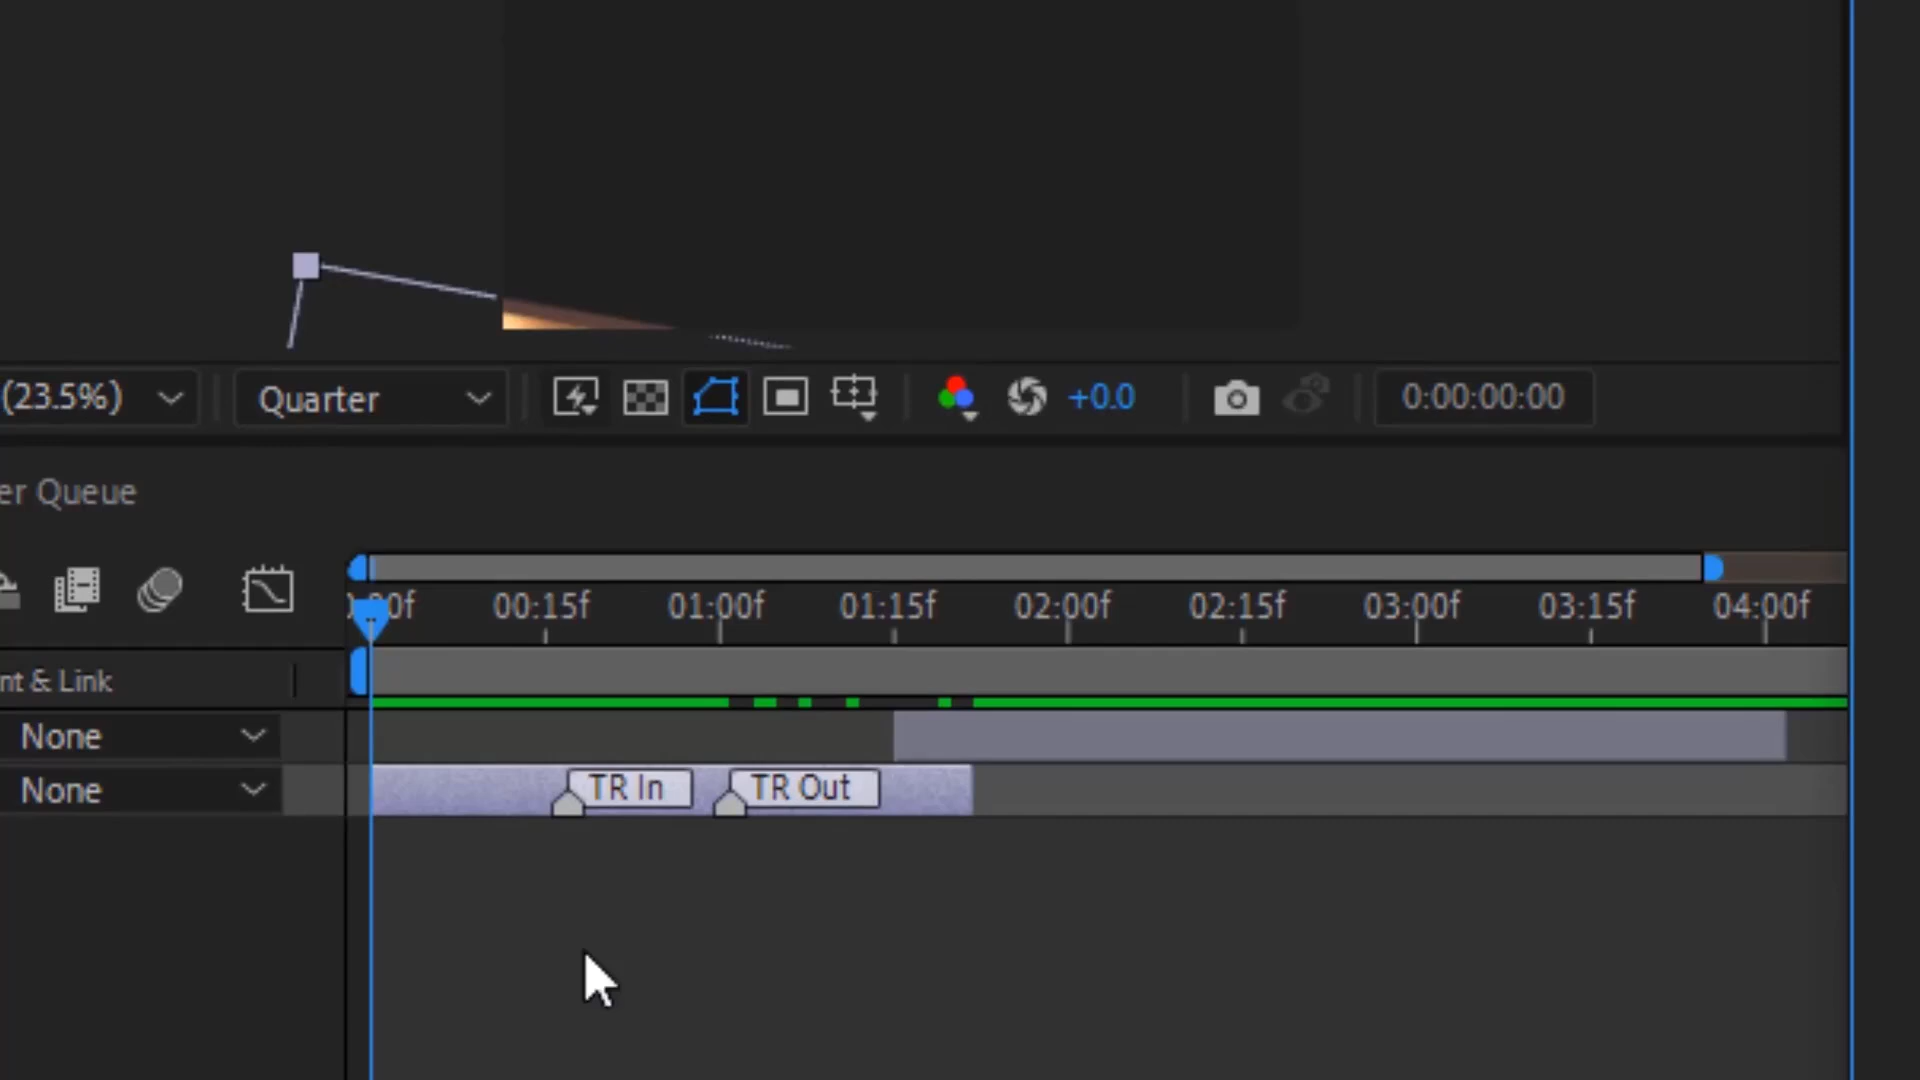 (23.5%)
Quarter
+0.0
0:00:00:00
er Queue
00f 00:15f 01:00f 01:15f 02:00f 02:15f 03:00f 03:15f 04:00f
nt & Link
None
None
TR In
TR Out